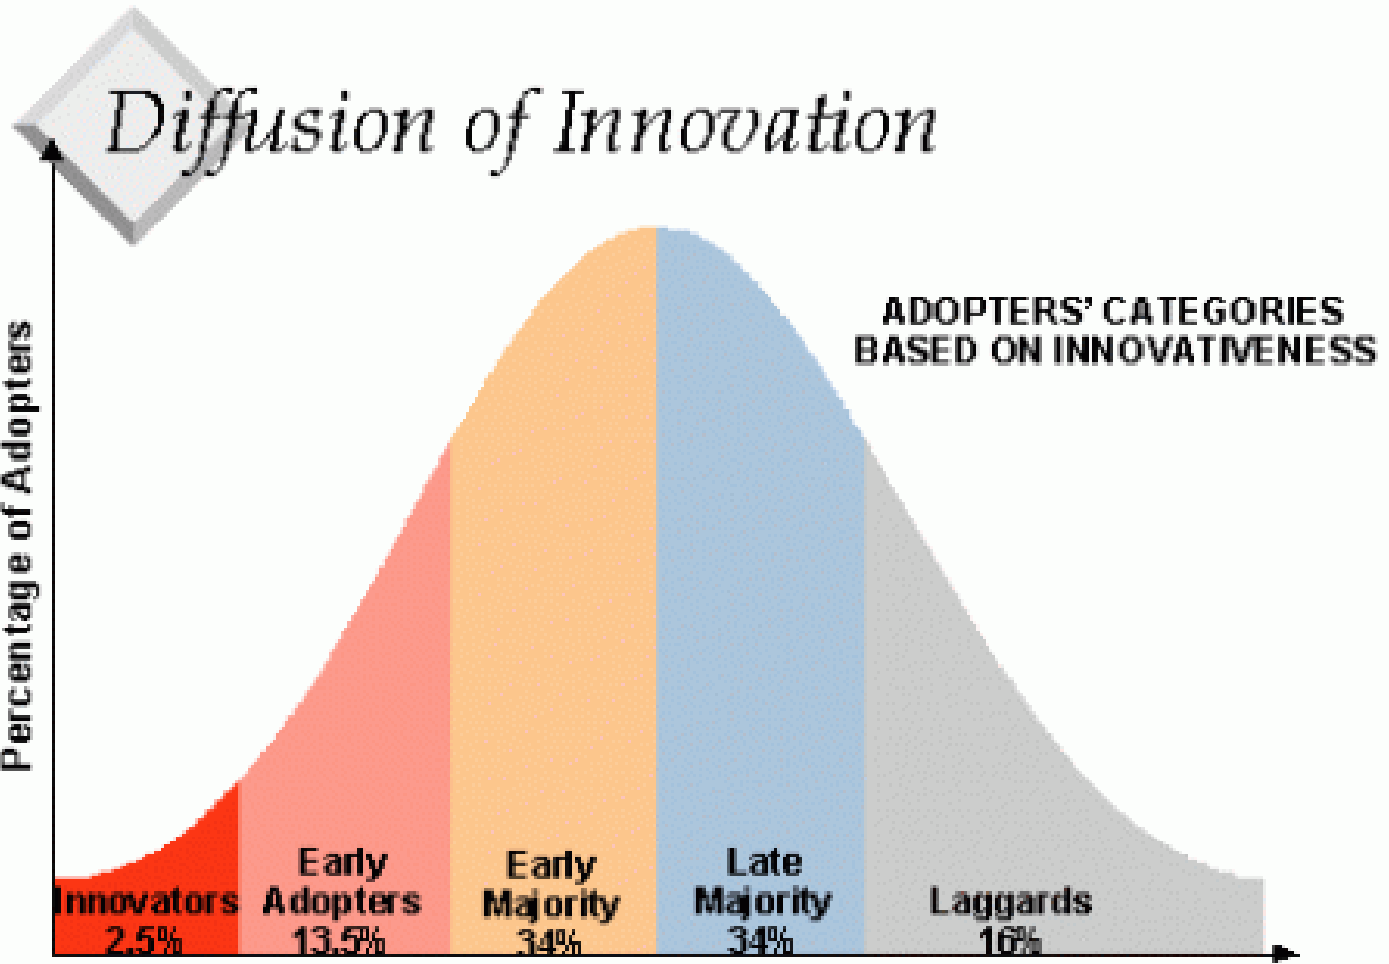 Diffusion of Innovation
ADOPTERS' CATEGORIES
BASED ON INNOVATIVENESS
Percentage of Adopters
Innovators
2.5%
Early
Adopters
13.5%
Early
Majority
34%
Late
Majority
34%
Laggards
16%